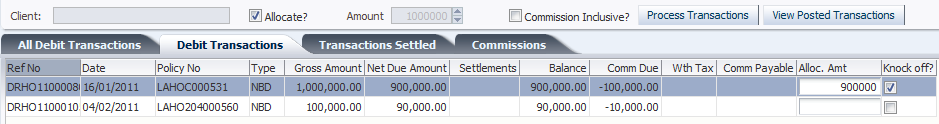 Client: Allocate? Amount 1000000 Commission Inclusive? Process Transactions View Posted Transactions
All Debit Transactions Debit Transactions Transactions Settled Commissions
Ref No Date Policy No Type Gross Amount Net Due Amount Settlements Balance Comm Due Wth Tax Comm Payable Alloc. Amt Knock off?
16/01/2011 LAHOC000531 NBD 1,000,000.00 900,000.00 900,000.00 -100,000.00 900000
DRHO11000101 04/02/2011 LAHO204000560 NBD 100,000.00 90,000.00 90,000.00 -10,000.00